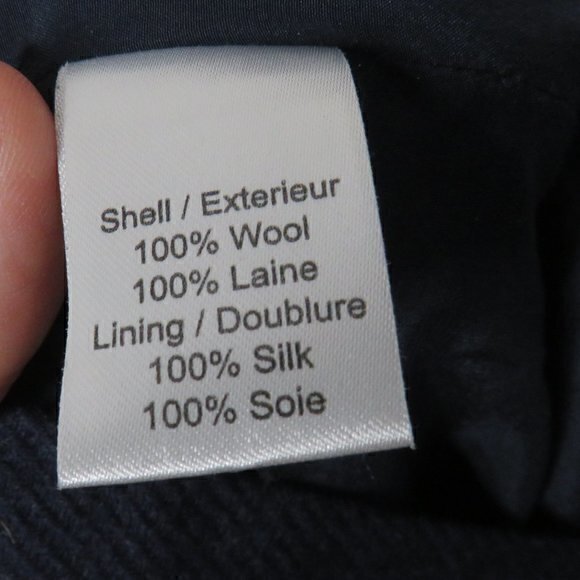 Shell / Exterieur
100% Wool
100% Laine
Lining / Doublure
100% Silk
100% Soie